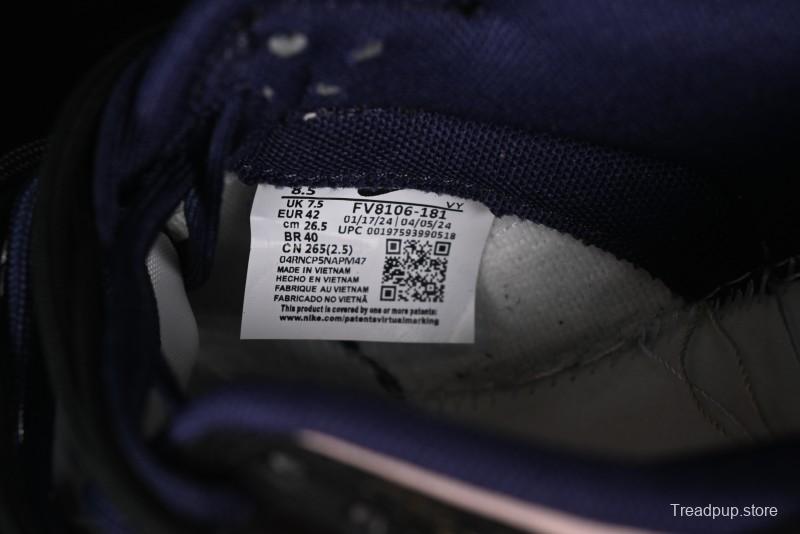 8.5
UK 7.5
EUR 42
cm 26.5
BR 40
CN 265(2.5)
VY
FV8106-181
01/17/24 | 04/05/24
UPC 00197593990518
04RNCP5NAPM47
MADE IN VIETNAM
HECHO EN VIETNAM
FABRIQUE AU VIETNAM
FABRICADO NO VIETNÃ
This product is covered by one or more patents:
www.nike.com/patentsvirtualmarking
Treadpup.store